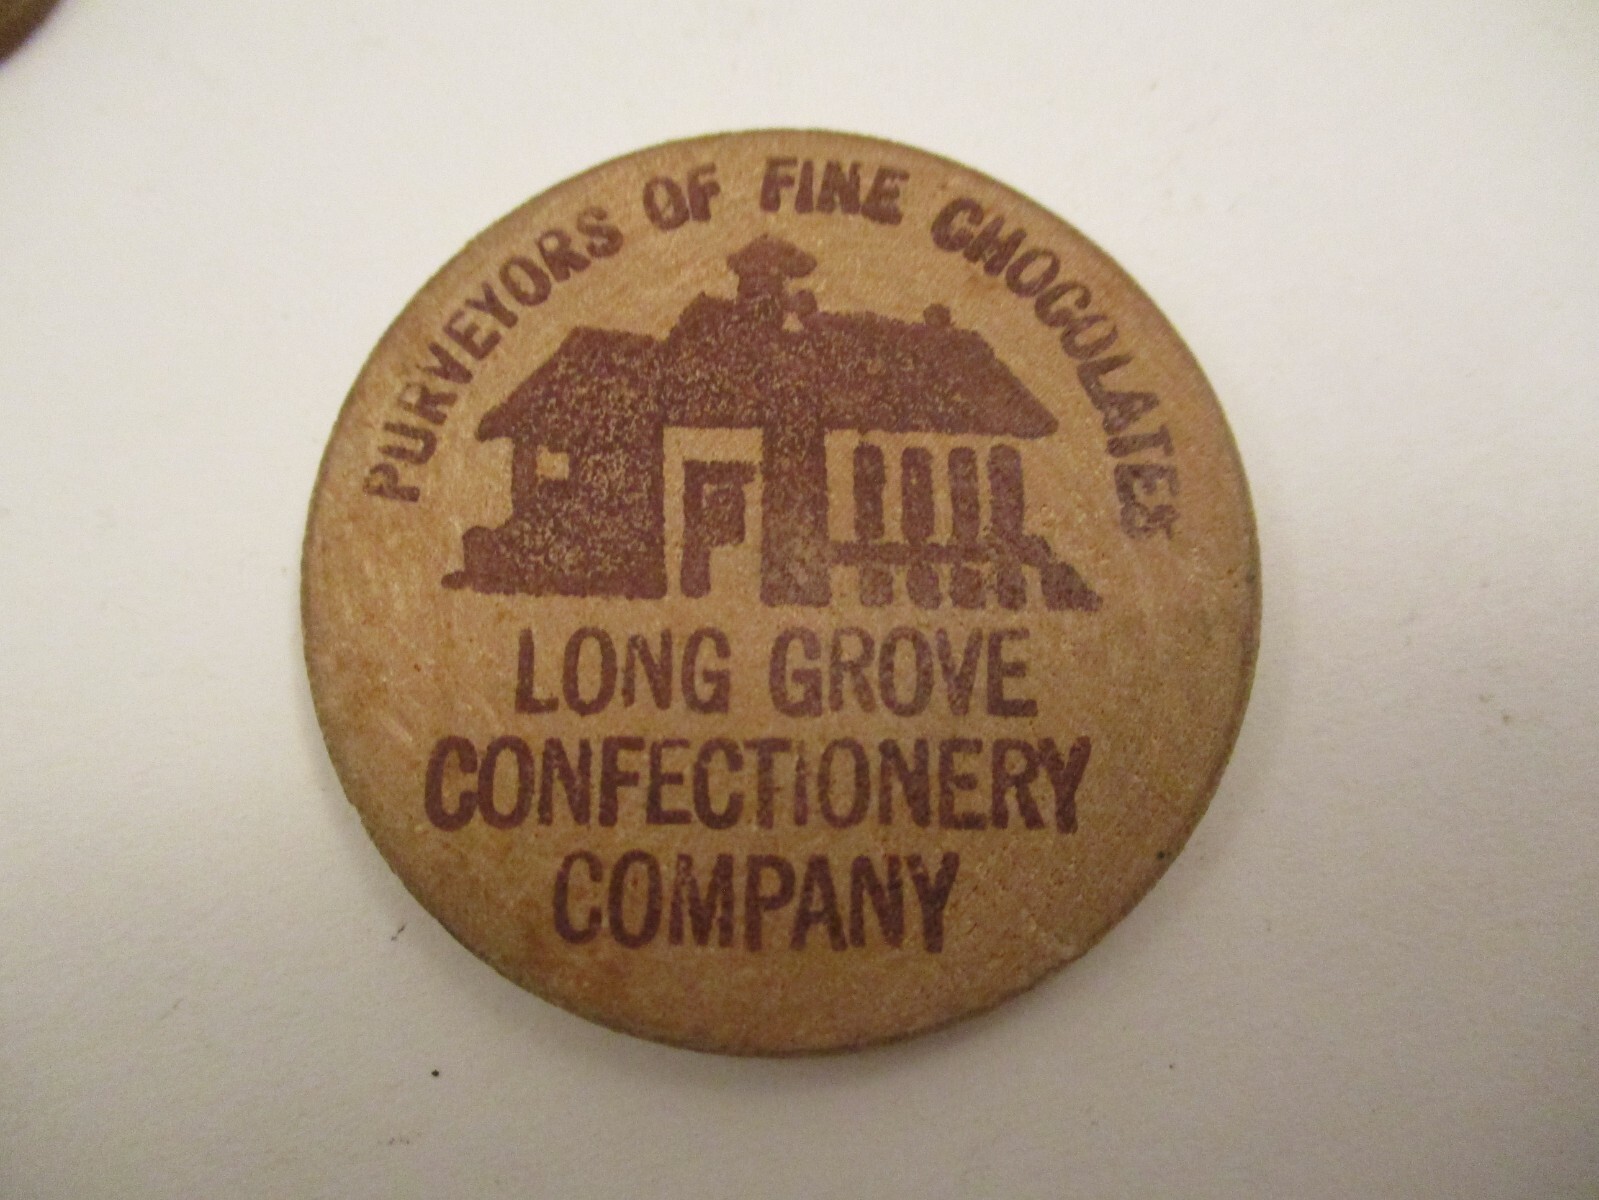 PURVEYORS OF FINE CHOCOLATES
LONG GROVE
CONFECTIONERY
COMPANY